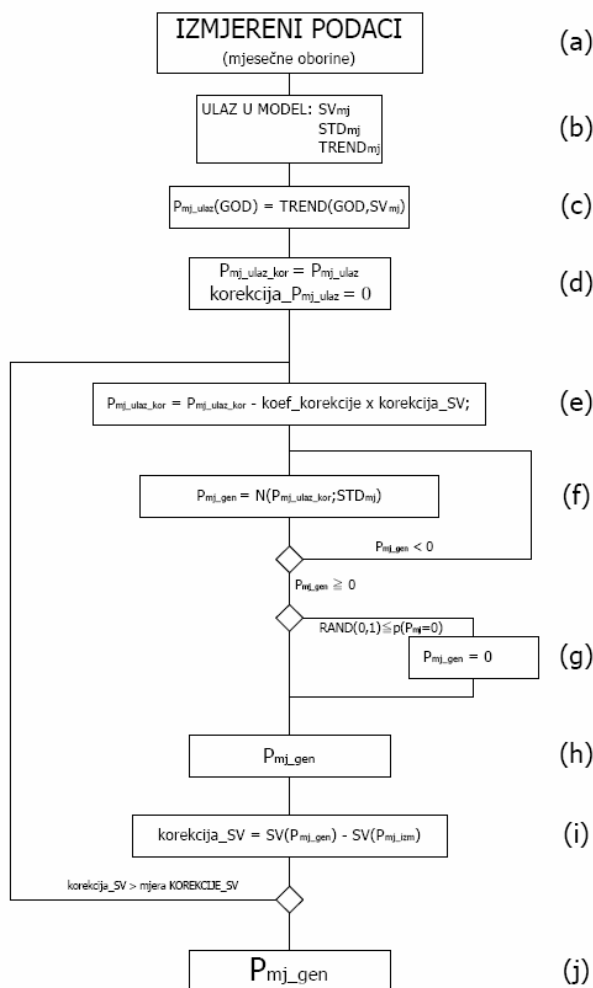 IZMJERENI PODACI
(mjesečne oborine)
(a)
ULAZ U MODEL: SVmj
STDmj
TRENDmj
(b)
Pmj_ulaz(GOD) = TREND(GOD,SVmj)
(c)
Pmj_ulaz_kor = Pmj_ulaz
korekcija_Pmj_ulaz = 0
(d)
Pmj_ulaz_kor = Pmj_ulaz_kor - koef_korekcije x korekcija_SV;
(e)
Pmj_gen = N(Pmj_ulaz_kor;STDmj)
(f)
Pmj_gen < 0
Pmj_gen ≧ 0
RAND(0,1)≦p(Pmj=0)
Pmj_gen = 0
(g)
Pmj_gen
(h)
korekcija_SV = SV(Pmj_gen) - SV(Pmj_izm)
(i)
korekcija_SV > mjera KOREKCIJE_SV
Pmj_gen
(j)